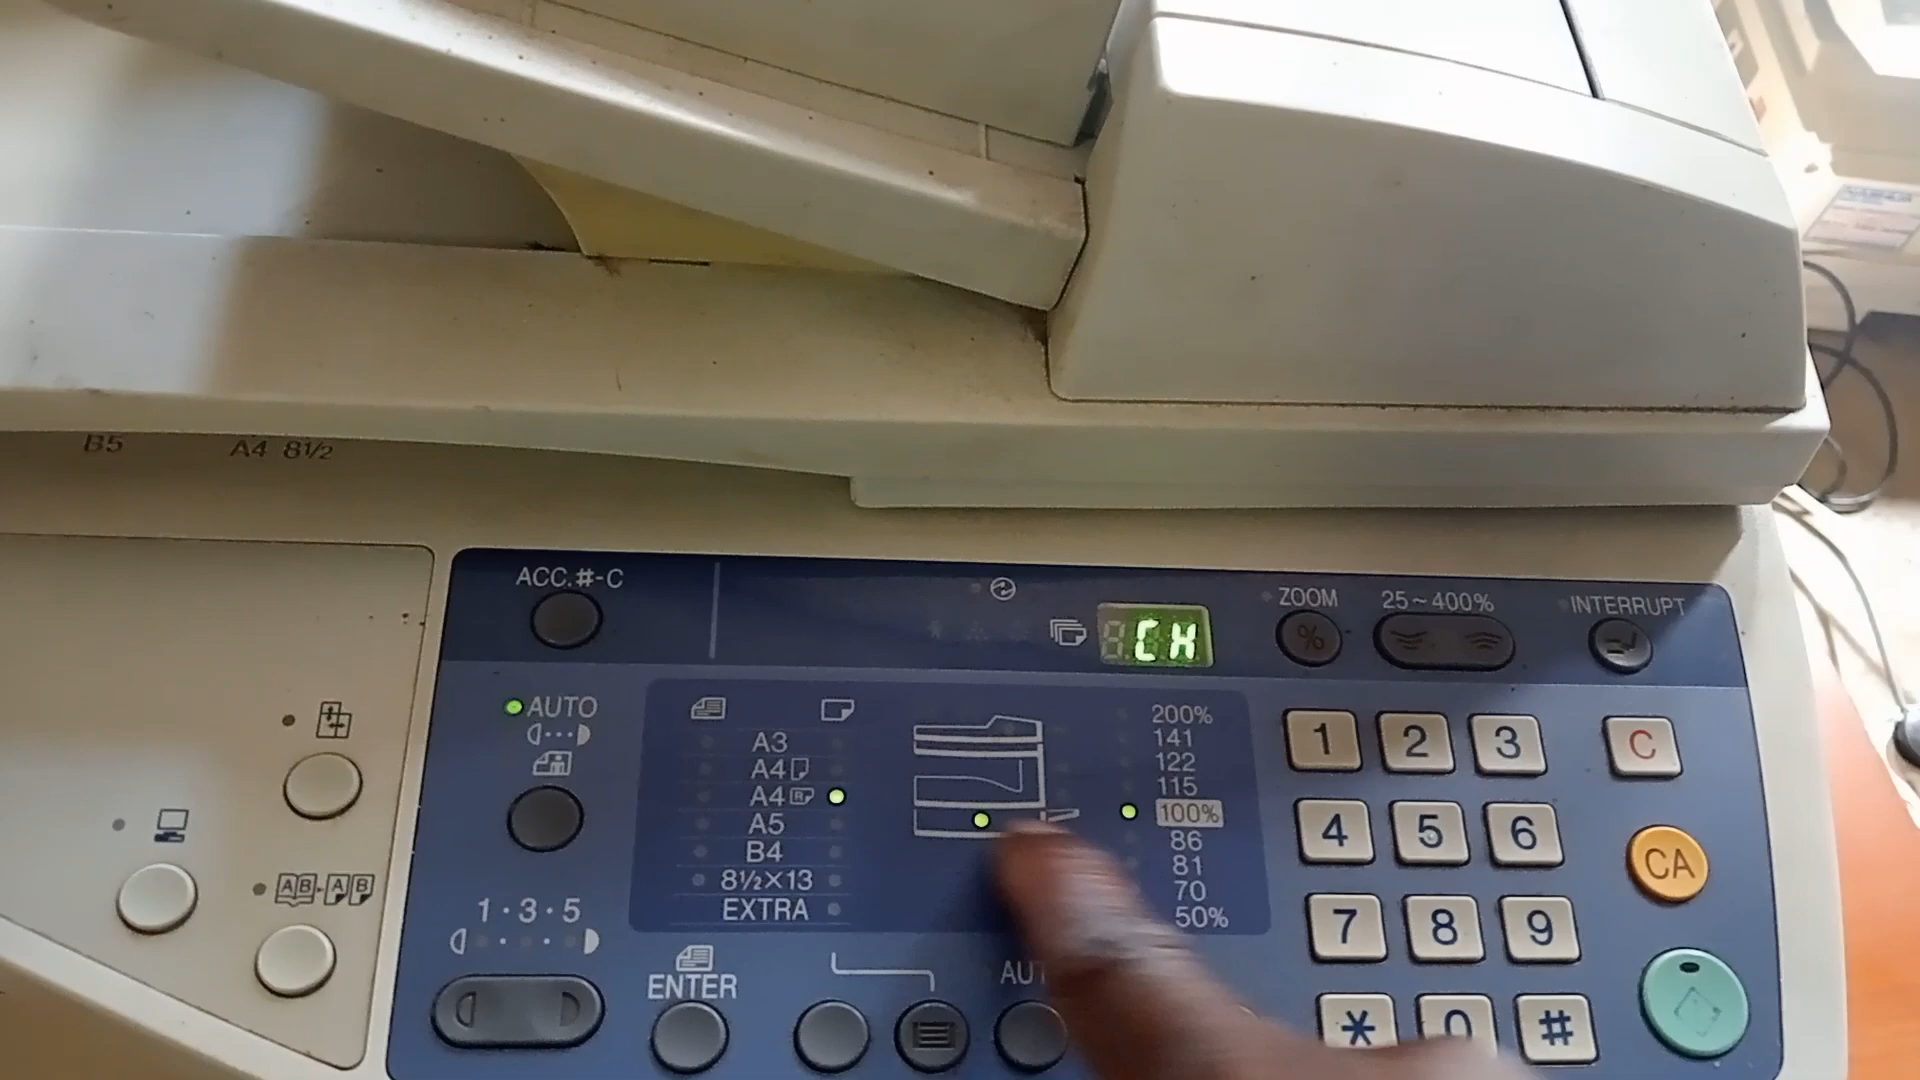 B5 A4 8½
ACC.#-C
CH
ZOOM
%
25~400%
INTERRUPT
AUTO
A3
A4
A4 R
A5
B4
8½×13
EXTRA
200%
141
122
115
100%
86
81
70
50%
1 2 3 C
4 5 6 CA
7 8 9
* 0 #
AB A B
1·3·5
ENTER